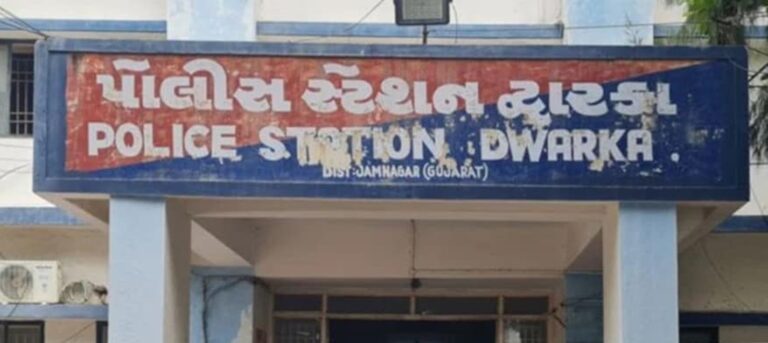 પોલીસ સ્ટેશન દ્વારકા
POLICE STATION DWARKA.
DIST-JAMNAGAR (GUJARAT)